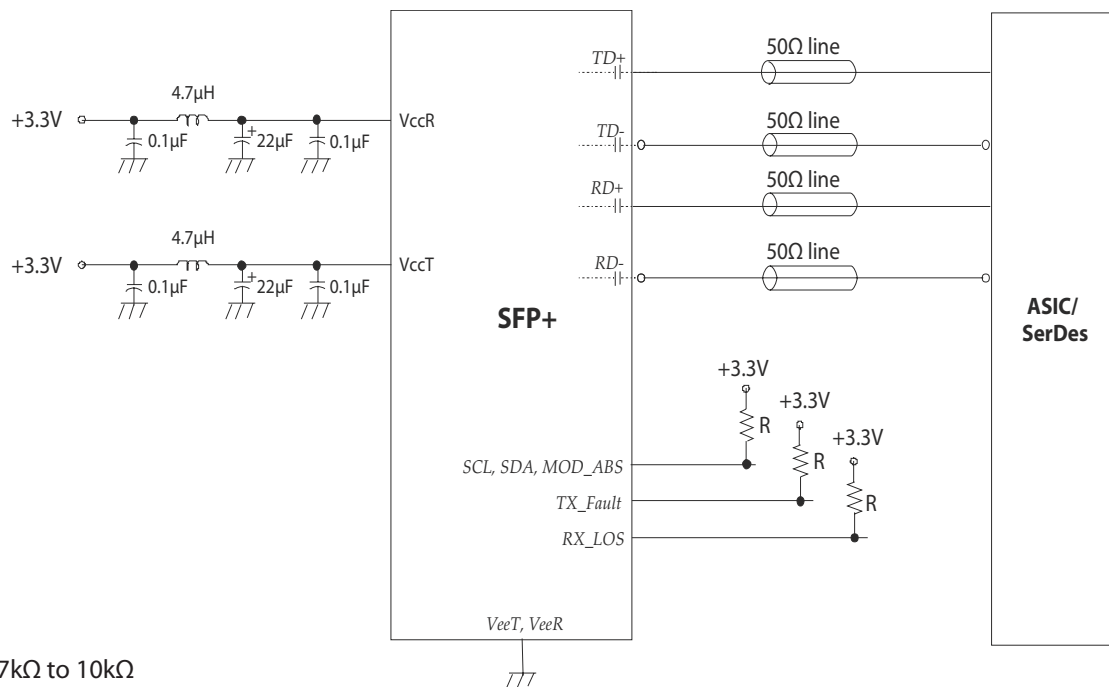 TD+
50Ω line
4.7µH
+3.3V
VccR
0.1µF
+
22µF
0.1µF
TD-
50Ω line
RD+
50Ω line
4.7µH
+3.3V
VccT
0.1µF
+
22µF
0.1µF
RD-
50Ω line
SFP+
ASIC/
SerDes
+3.3V
R
+3.3V
R
+3.3V
R
SCL, SDA, MOD_ABS
TX_Fault
RX_LOS
VeeT, VeeR
7kΩ to 10kΩ